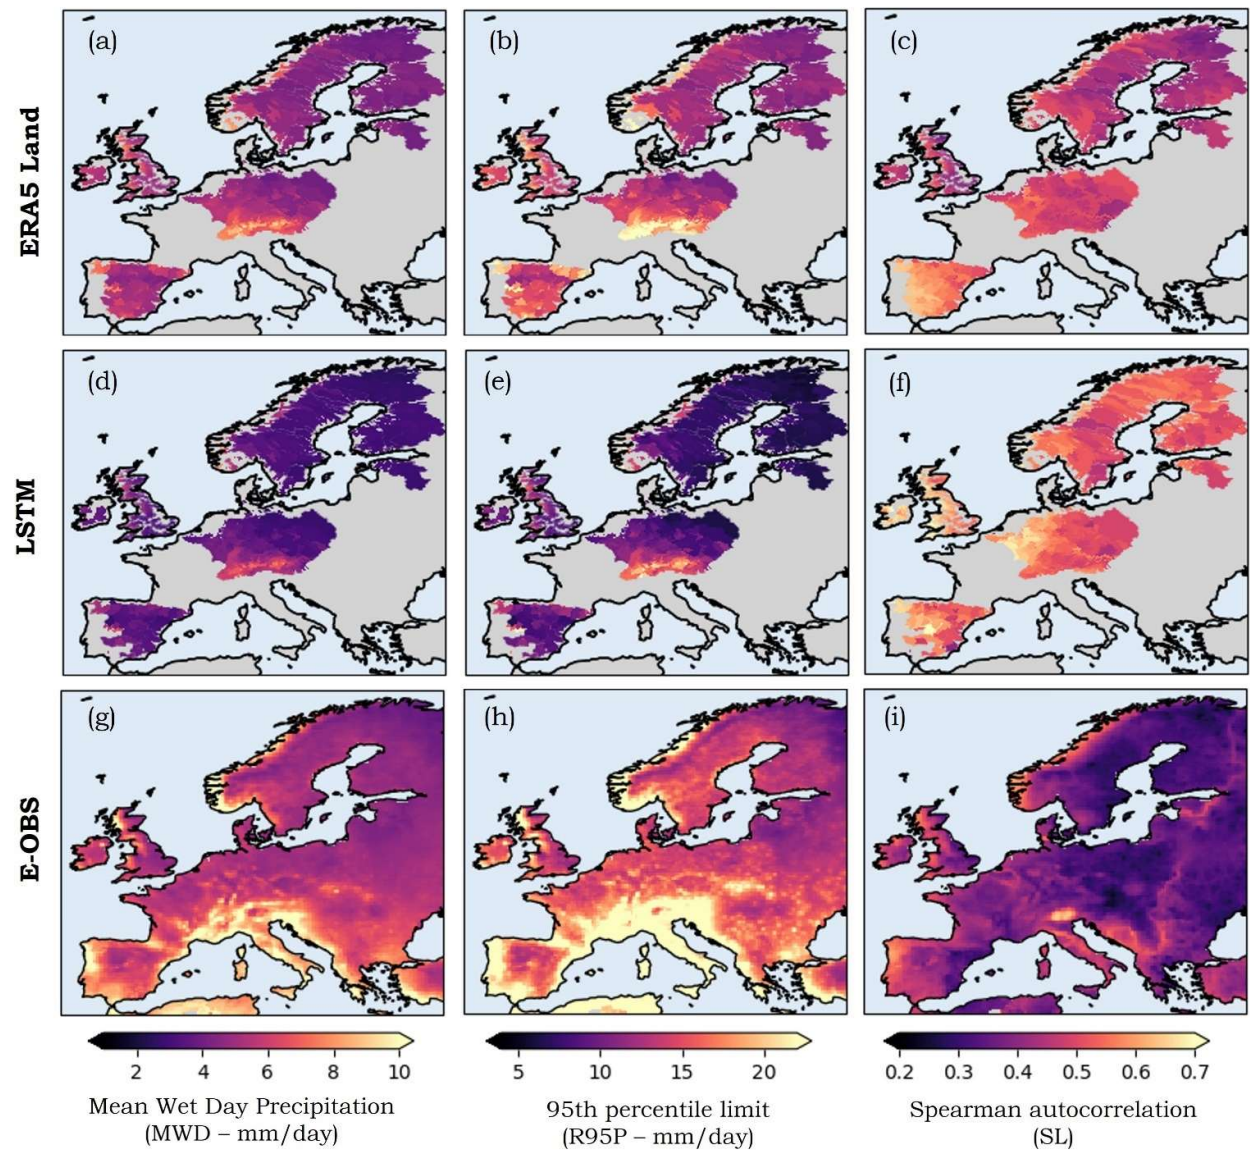 (a)
(b)
(c)
ERA5 Land
(d)
(e)
(f)
LSTM
(g)
(h)
(i)
E-OBS
2 4 6 8 10
5 10 15 20
0.2 0.3 0.4 0.5 0.6 0.7
Mean Wet Day Precipitation
(MWD – mm/day)
95th percentile limit
(R95P – mm/day)
Spearman autocorrelation
(SL)